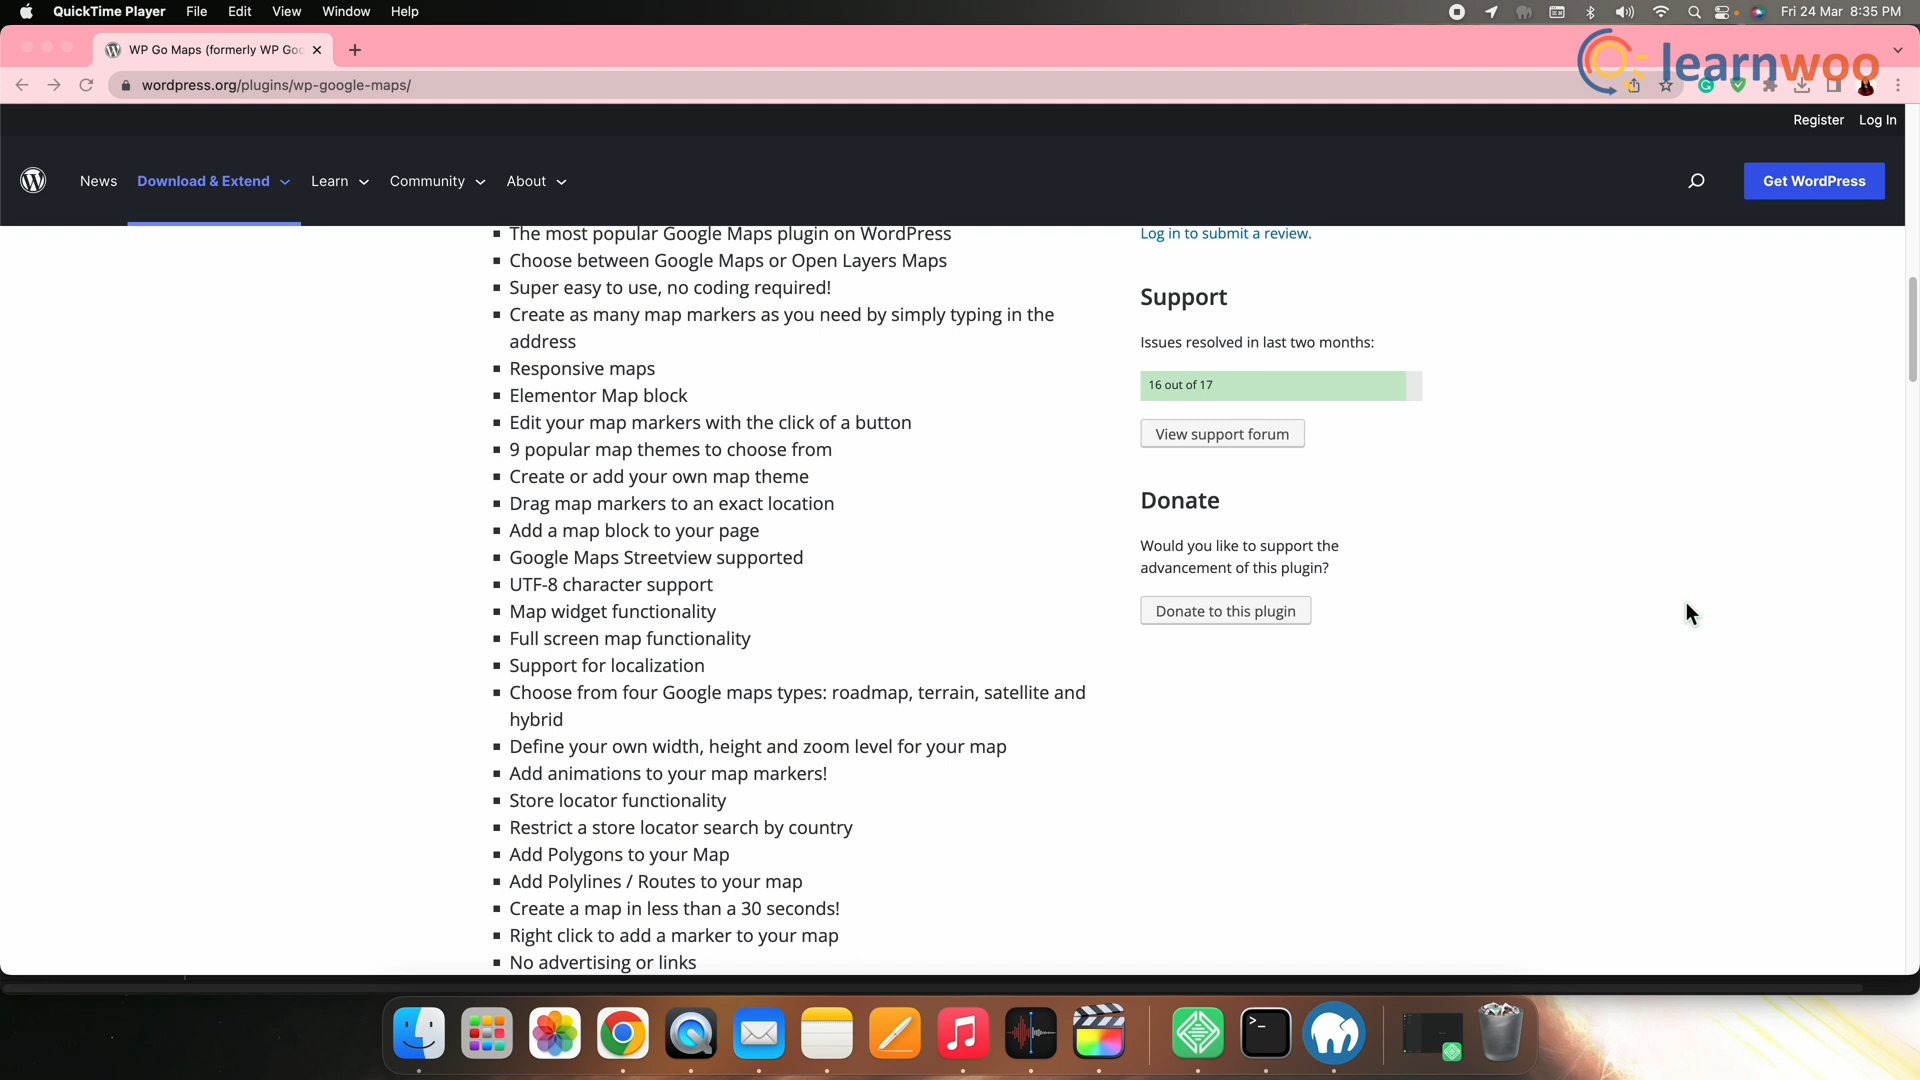 QuickTime Player File Edit View Window Help
Fri 24 Mar 8:35 PM
WP Go Maps (formerly WP Goo
wordpress.org/plugins/wp-google-maps/
learnwoo
Register Log In
News Download & Extend Learn Community About
Get WordPress
The most popular Google Maps plugin on WordPress
Choose between Google Maps or Open Layers Maps
Super easy to use, no coding required!
Create as many map markers as you need by simply typing in the
address
Responsive maps
Elementor Map block
Edit your map markers with the click of a button
9 popular map themes to choose from
Create or add your own map theme
Drag map markers to an exact location
Add a map block to your page
Google Maps Streetview supported
UTF-8 character support
Map widget functionality
Full screen map functionality
Support for localization
Choose from four Google maps types: roadmap, terrain, satellite and
hybrid
Define your own width, height and zoom level for your map
Add animations to your map markers!
Store locator functionality
Restrict a store locator search by country
Add Polygons to your Map
Add Polylines / Routes to your map
Create a map in less than a 30 seconds!
Right click to add a marker to your map
No advertising or links
Log in to submit a review.
Support
Issues resolved in last two months:
16 out of 17
View support forum
Donate
Would you like to support the
advancement of this plugin?
Donate to this plugin